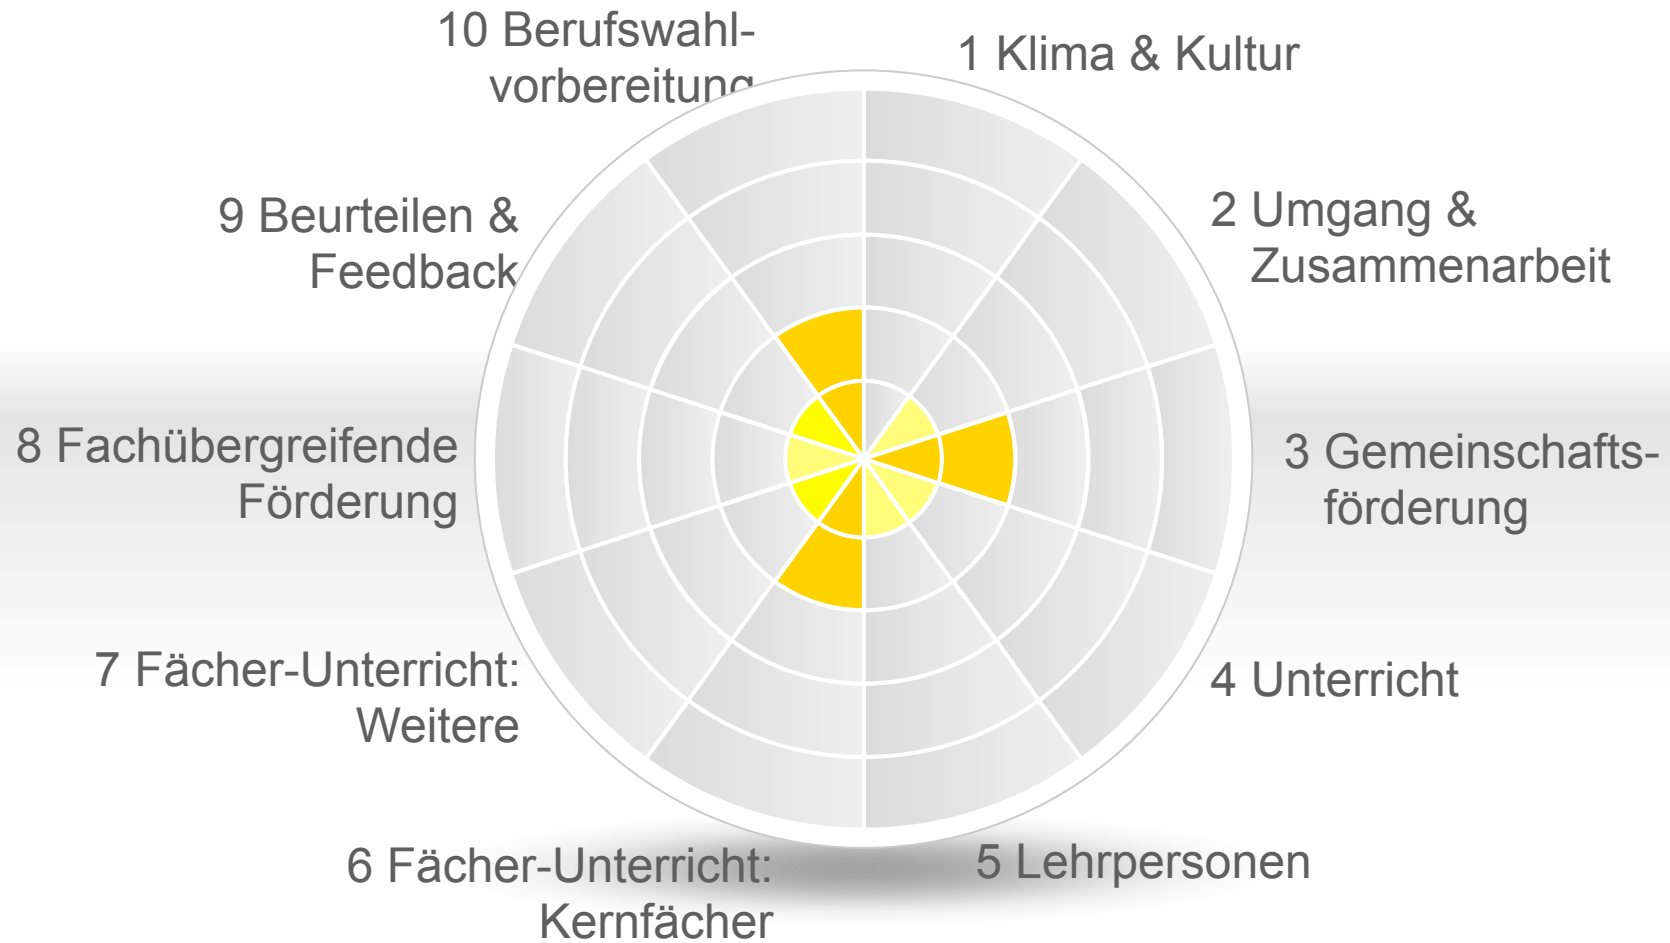 10 Berufswahl-
vorbereitung
1 Klima & Kultur
2 Umgang &
Zusammenarbeit
3 Gemeinschafts-
förderung
4 Unterricht
5 Lehrpersonen
6 Fächer-Unterricht:
Kernfächer
7 Fächer-Unterricht:
Weitere
8 Fachübergreifende
Förderung
9 Beurteilen &
Feedback